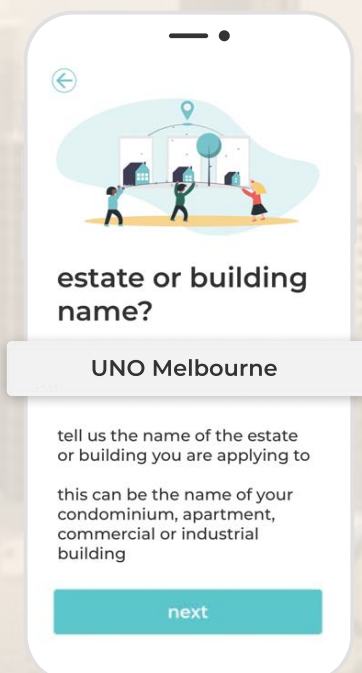 estate or building
name?
UNO Melbourne
tell us the name of the estate
or building you are applying to
this can be the name of your
condominium, apartment,
commercial or industrial
building
next